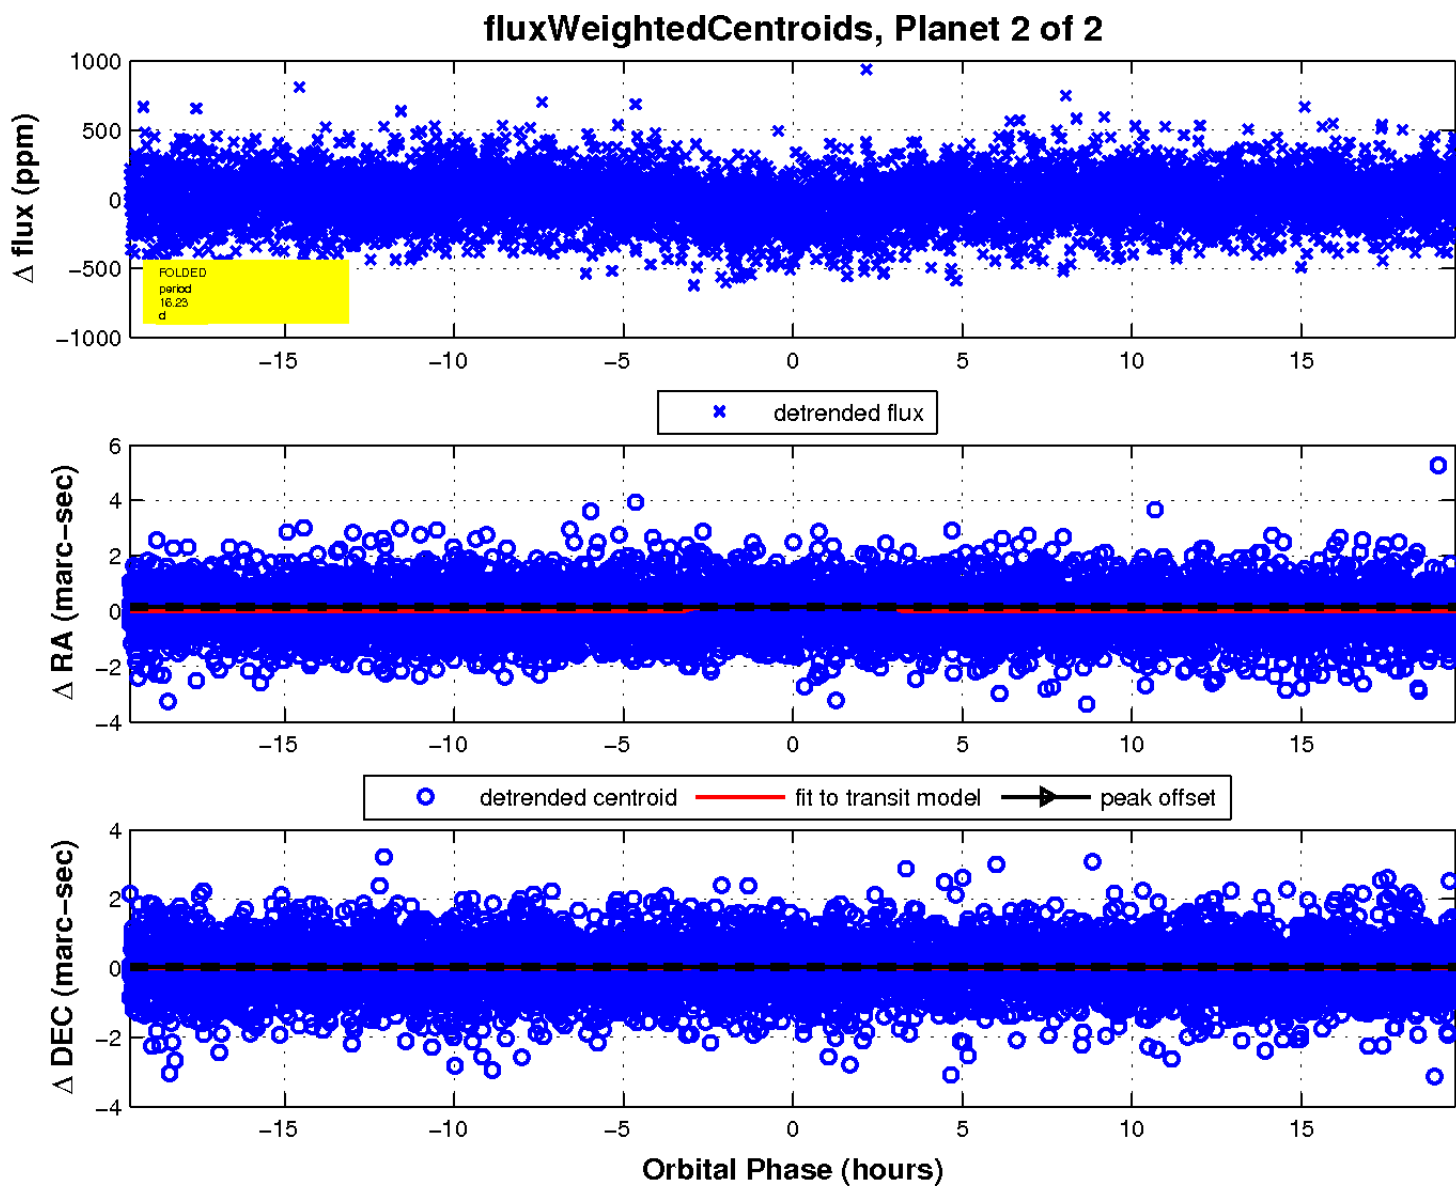 fluxWeightedCentroids, Planet 2 of 2
Δ flux (ppm)
1000
500
0
−500
−1000
FOLDED
period
16.23
d
−15 −10 −5 0 5 10 15
detrended flux
Δ RA (marc−sec)
6
4
2
0
−2
−4
−15 −10 −5 0 5 10 15
detrended centroid fit to transit model peak offset
Δ DEC (marc−sec)
4
2
0
−2
−4
−15 −10 −5 0 5 10 15
Orbital Phase (hours)